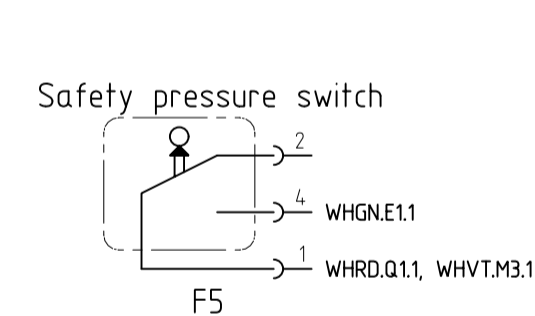 Safety pressure switch
2
4 WHGN.E1.1
1 WHRD.Q1.1, WHVT.M3.1
F5